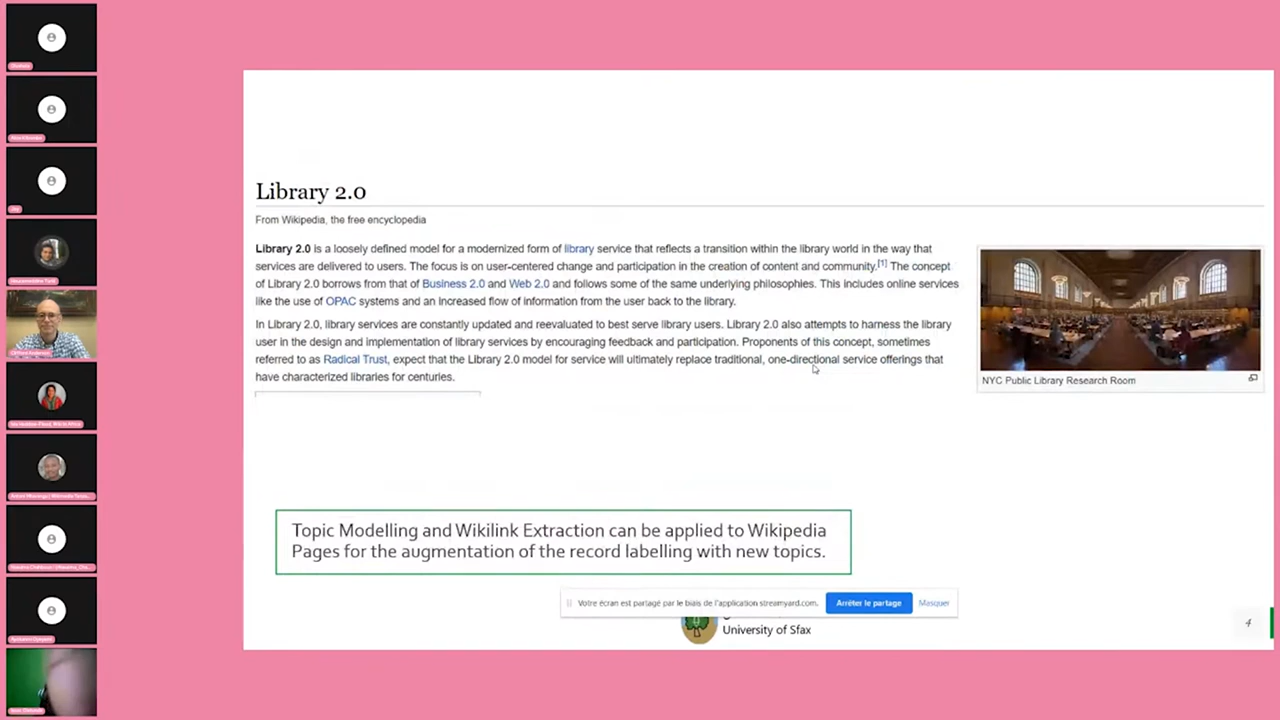 Library 2.0
From Wikipedia, the free encyclopedia
Library 2.0 is a loosely defined model for a modernized form of library service that reflects a transition within the library world in the way that
services are delivered to users. The focus is on user-centered change and participation in the creation of content and community.[1] The concept
of Library 2.0 borrows from that of Business 2.0 and Web 2.0 and follows some of the same underlying philosophies. This includes online services
like the use of OPAC systems and an increased flow of information from the user back to the library.
In Library 2.0, library services are constantly updated and reevaluated to best serve library users. Library 2.0 also attempts to harness the library
user in the design and implementation of library services by encouraging feedback and participation. Proponents of this concept, sometimes
referred to as Radical Trust, expect that the Library 2.0 model for service will ultimately replace traditional, one-directional service offerings that
have characterized libraries for centuries.
NYC Public Library Research Room
Topic Modelling and Wikilink Extraction can be applied to Wikipedia
Pages for the augmentation of the record labelling with new topics.
Votre écran est partagé par le biais de l'application streamyard.com.
Arrêter le partage
Masquer
University of Sfax
4